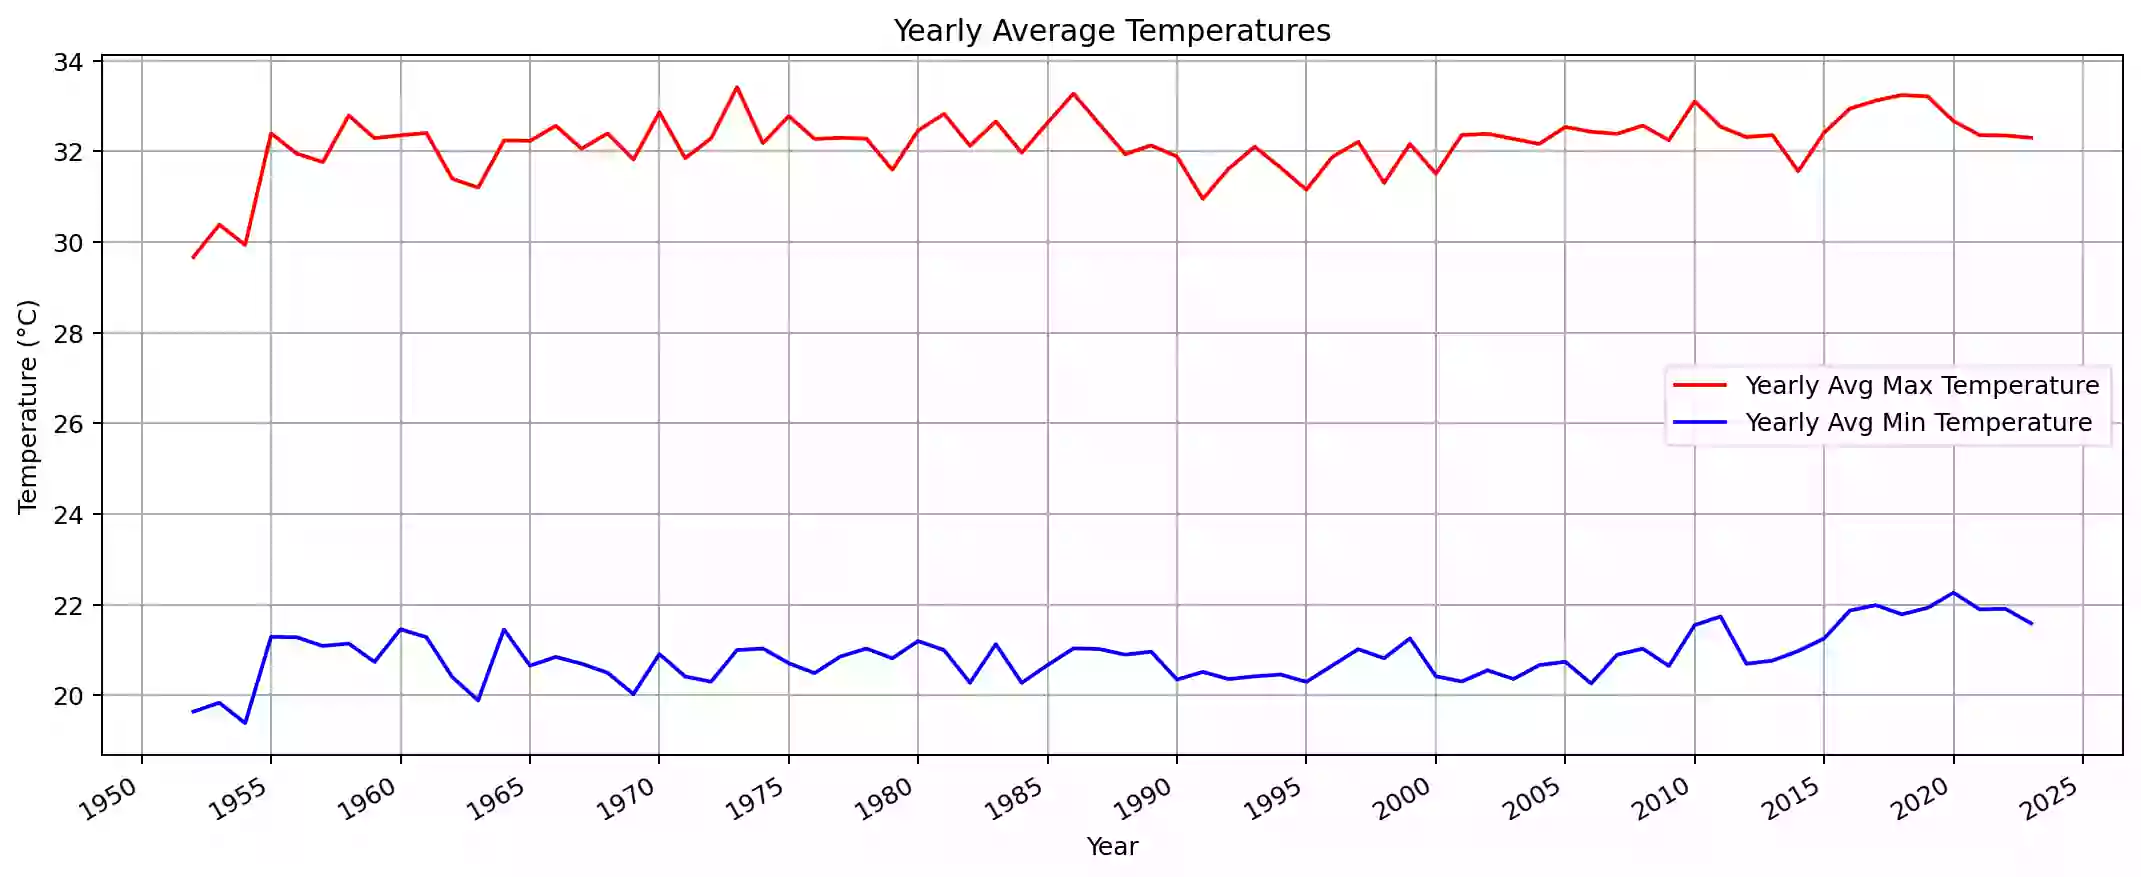 Yearly Average Temperatures
34
32
30
28
26
24
22
20
Temperature (°C)
Yearly Avg Max Temperature
Yearly Avg Min Temperature
1950 1955 1960 1965 1970 1975 1980 1985 1990 1995 2000 2005 2010 2015 2020 2025
Year